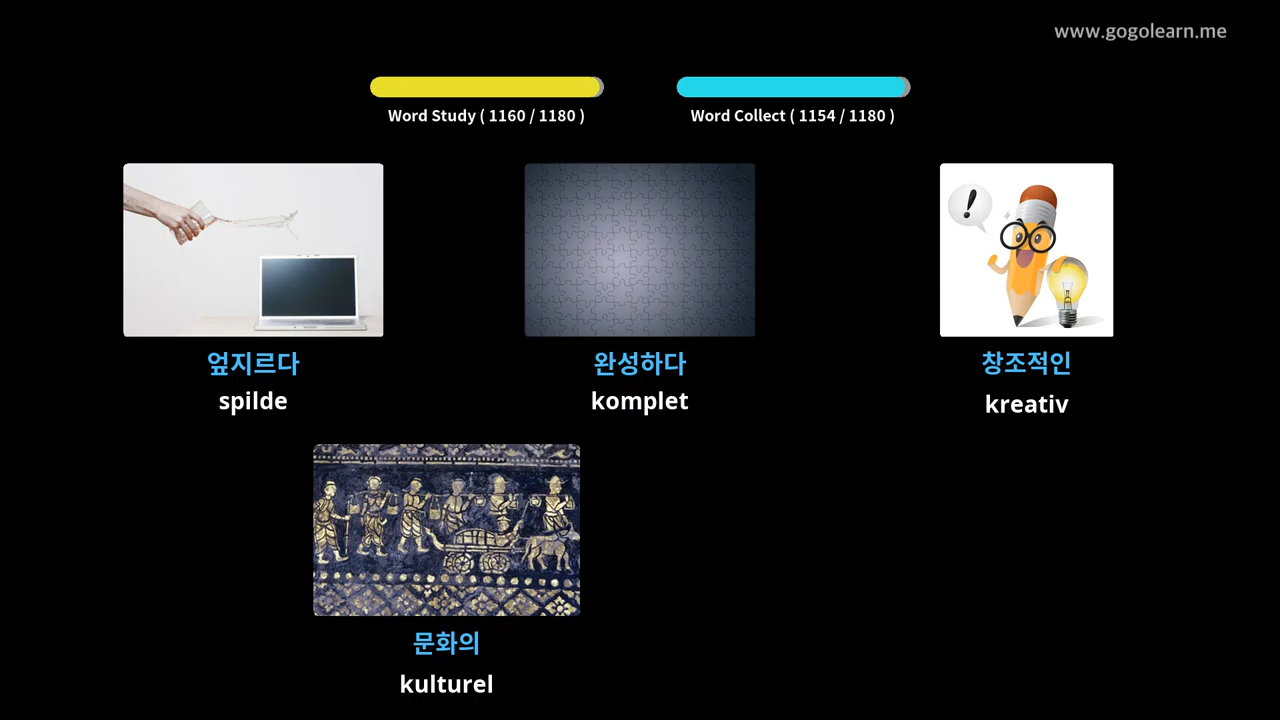 www.gogolearn.me
Word Study ( 1160 / 1180 )
Word Collect ( 1154 / 1180 )
엎지르다
spilde
완성하다
komplet
창조적인
kreativ
문화의
kulturel